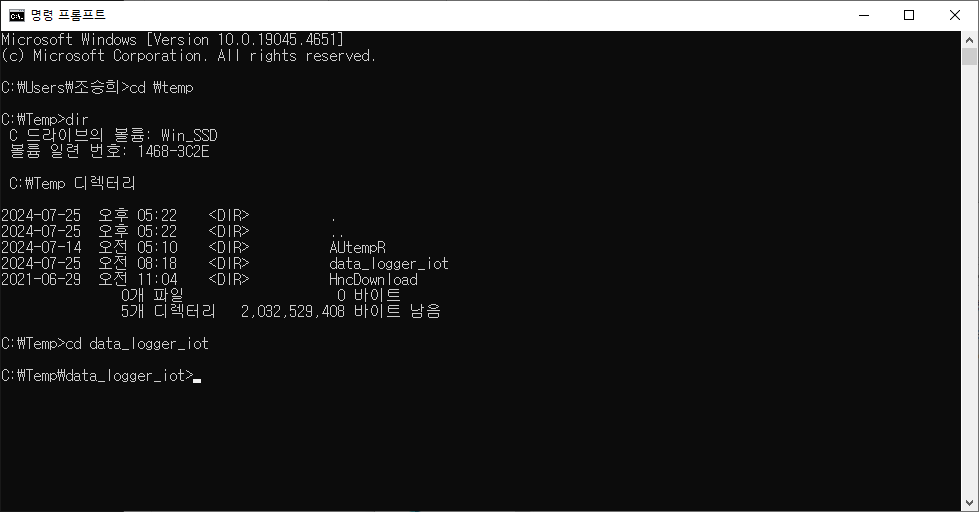 명령 프롬프트
Microsoft Windows [Version 10.0.19045.4651]
(c) Microsoft Corporation. All rights reserved.
C:₩Users₩조승희>cd ₩temp
C:₩Temp>dir
C 드라이브의 볼륨: Win_SSD
볼륨 일련 번호: 1468-3C2E
C:₩Temp 디렉터리
2024-07-25  오후 05:22    <DIR>          .
2024-07-25  오후 05:22    <DIR>          ..
2024-07-14  오전 05:10    <DIR>          AUtempR
2024-07-25  오전 08:18    <DIR>          data_logger_iot
2021-06-29  오전 11:04    <DIR>          HncDownload
0개 파일                   0 바이트
5개 디렉터리   2,032,529,408 바이트 남음
C:₩Temp>cd data_logger_iot
C:₩Temp₩data_logger_iot>